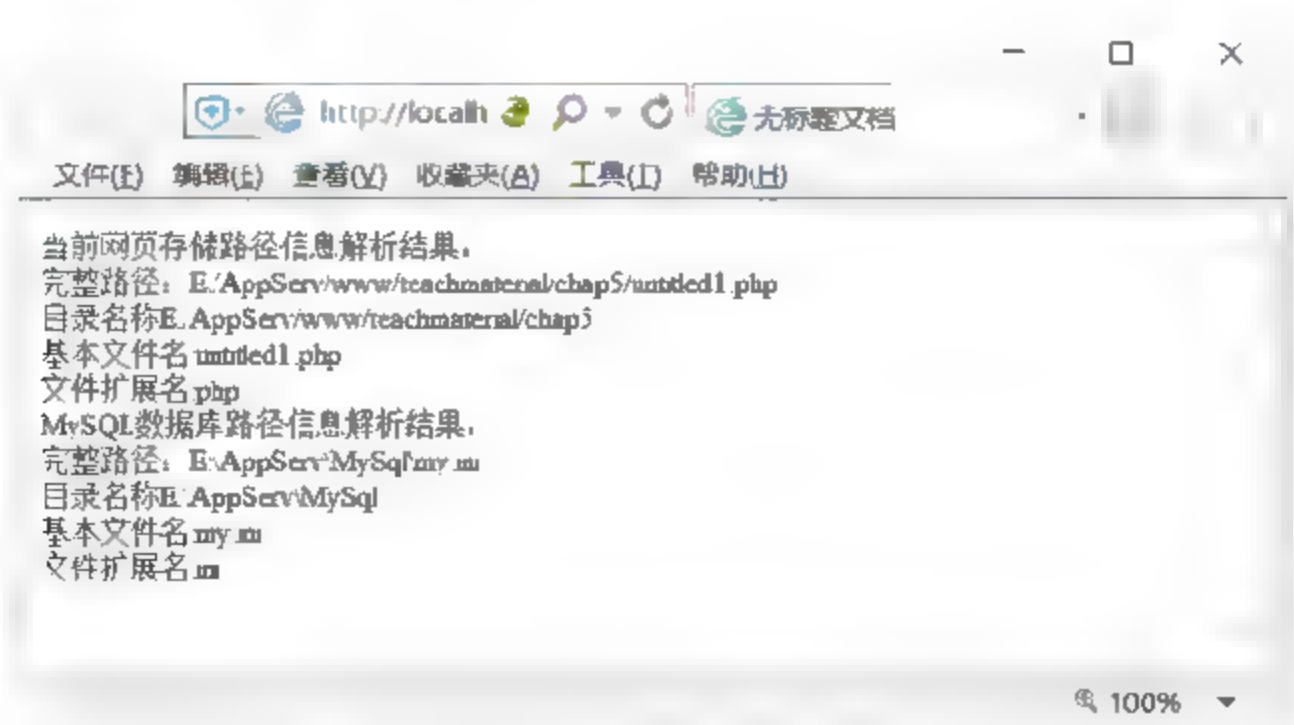 http://localh 无标题文档
文件(F) 编辑(E) 查看(V) 收藏夹(A) 工具(T) 帮助(H)
当前网页存储路径信息解析结果:
完整路径: E:/AppServ/www/teachmaterial/chap5/untitled1.php
目录名称E:/AppServ/www/teachmaterial/chap5
基本文件名untitled1.php
文件扩展名php
MySQL数据库路径信息解析结果:
完整路径: E:\AppServ\MySql\my.ini
目录名称E:\AppServ\MySql
基本文件名my.ini
文件扩展名ini
100%